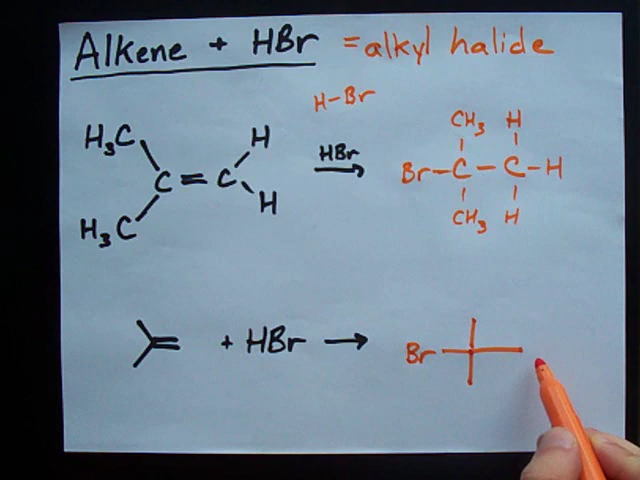 Alkene + HBr = alkyl halide
H-Br
CH3 H
H3C H
HBr
C=C Br-C-C-H
H
H3C CH3 H
+ HBr → Br